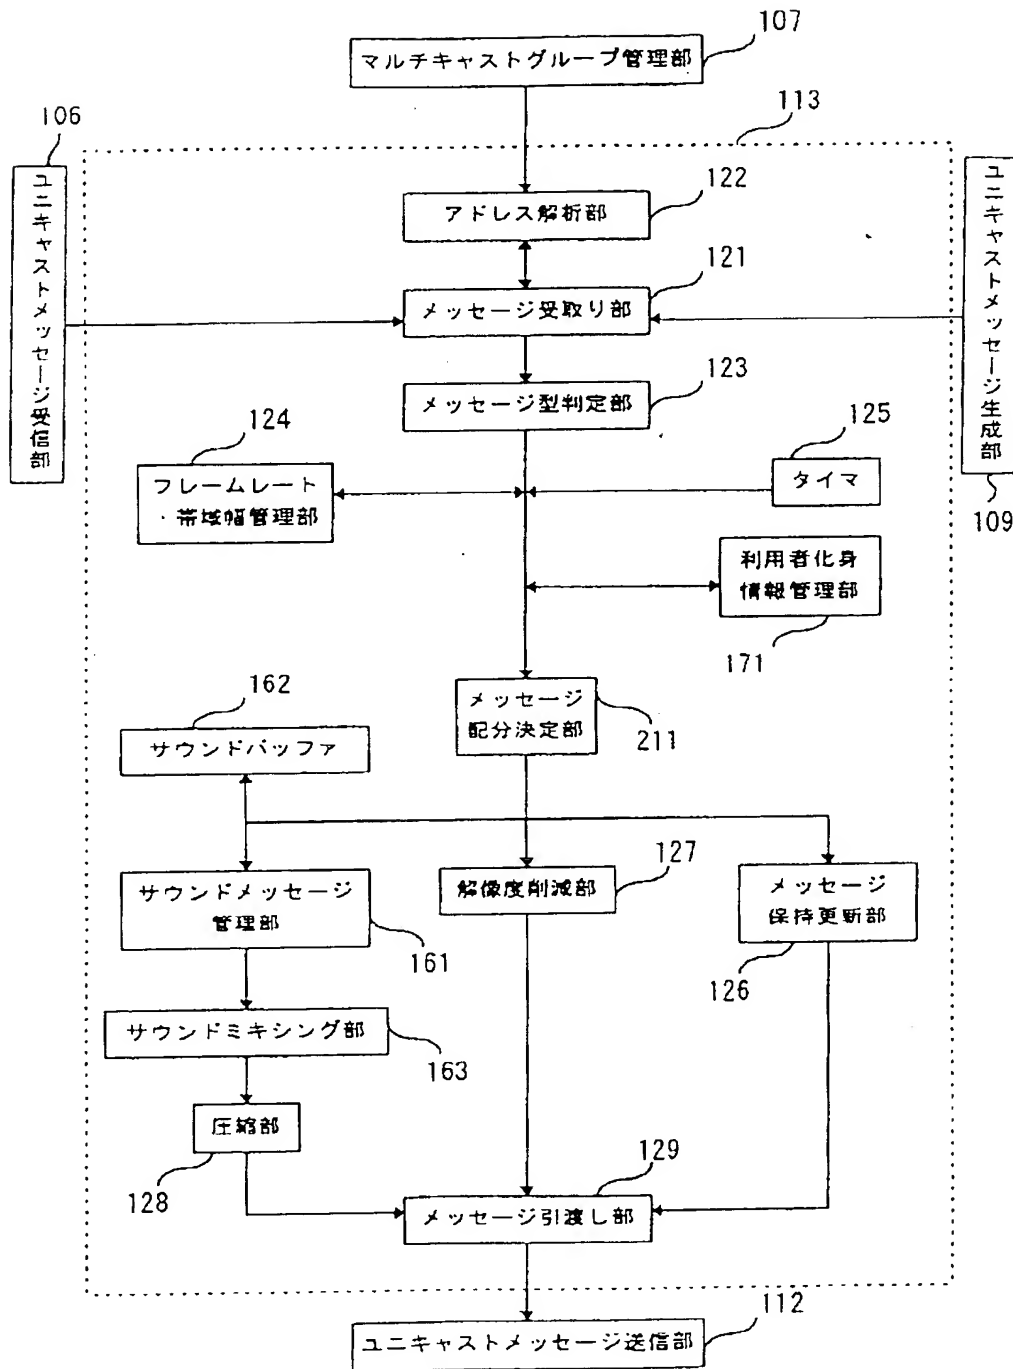 107
マルチキャストグループ管理部
113
106
ユニキャストメッセージ受信部
122
アドレス解析部
ユニキャストメッセージ生成部
109
121
メッセージ受取り部
123
メッセージ型判定部
124
フレームレート
・帯域幅管理部
125
タイマ
利用者化身
情報管理部
171
162
サウンドバッファ
メッセージ
配分決定部
211
サウンドメッセージ
管理部
161
127
解像度削減部
メッセージ
保持更新部
126
サウンドミキシング部
163
圧縮部
128
129
メッセージ引渡し部
112
ユニキャストメッセージ送信部